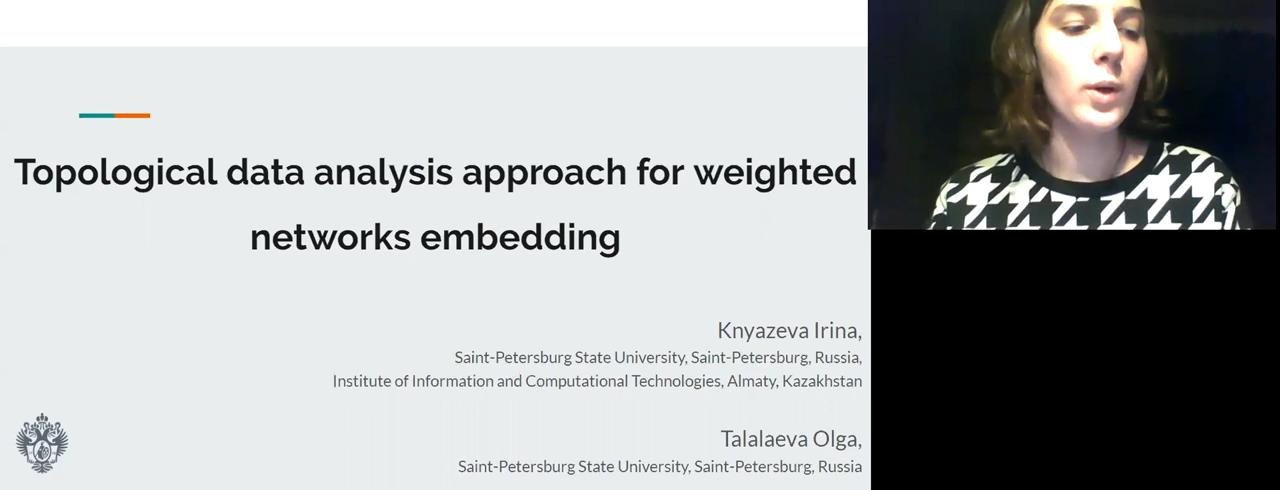 Topological data analysis approach for weighted
networks embedding
Knyazeva Irina,
Saint-Petersburg State University, Saint-Petersburg, Russia,
Institute of Information and Computational Technologies, Almaty, Kazakhstan
Talalaeva Olga,
Saint-Petersburg State University, Saint-Petersburg, Russia